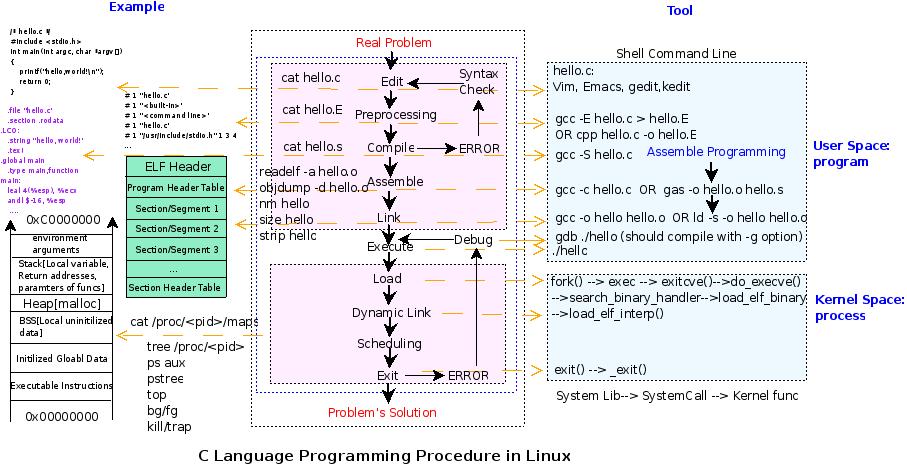 Example
Tool
/* hello.c */
#include <stdio.h>
int main(int argc, char *argv[])
{
printf("hello,world!\n");
return 0;
}
.file "hello.c"
.section .rodata
.LC0:
.string "hello, world!"
.text
.global main
.type main,function
main:
leal 4(%esp), %ecx
andl $-16, %esp
....
# 1 "hello.c"
# 1 "<built-in>"
# 1 "<command line>"
# 1 "hello.c"
# 1 "/usr/include/stdio.h" 1 3 4
...
ELF Header
Program Header Table
Section/Segment 1
Section/Segment 2
Section/Segment 3
...
Section Header Table
0xC0000000
environment
arguments
Stack[Local variable,
Return addresses,
paramters of funcs]
Heap[malloc]
BSS[Local uninitilized
data]
Initilized Gloabl Data
Executable Instructions
0x00000000
cat /proc/<pid>/maps
tree /proc/<pid>
ps aux
pstree
top
bg/fg
kill/trap
Real Problem
cat hello.c
Edit
Syntax
Check
cat hello.E
Preprocessing
cat hello.s
Compile
ERROR
readelf -a hello.o
objdump -d hello.o
nm hello
size hello
strip hello
Assemble
Link
Execute
Debug
Load
Dynamic Link
Scheduling
Exit
ERROR
Problem's Solution
Shell Command Line
hello.c:
Vim, Emacs, gedit,kedit
gcc -E hello.c > hello.E
OR cpp hello.c -o hello.E
gcc -S hello.c
Assemble Programming
gcc -c hello.c OR gas -o hello.o hello.s
gcc -o hello hello.o OR ld -s -o hello hello.o
gdb ./hello (should compile with -g option)
./hello
User Space:
program
fork() --> exec --> exitcve()-->do_execve()
-->search_binary_handler-->load_elf_binary
-->load_elf_interp()
exit() --> _exit()
Kernel Space:
process
System Lib--> SystemCall --> Kernel func
C Language Programming Procedure in Linux